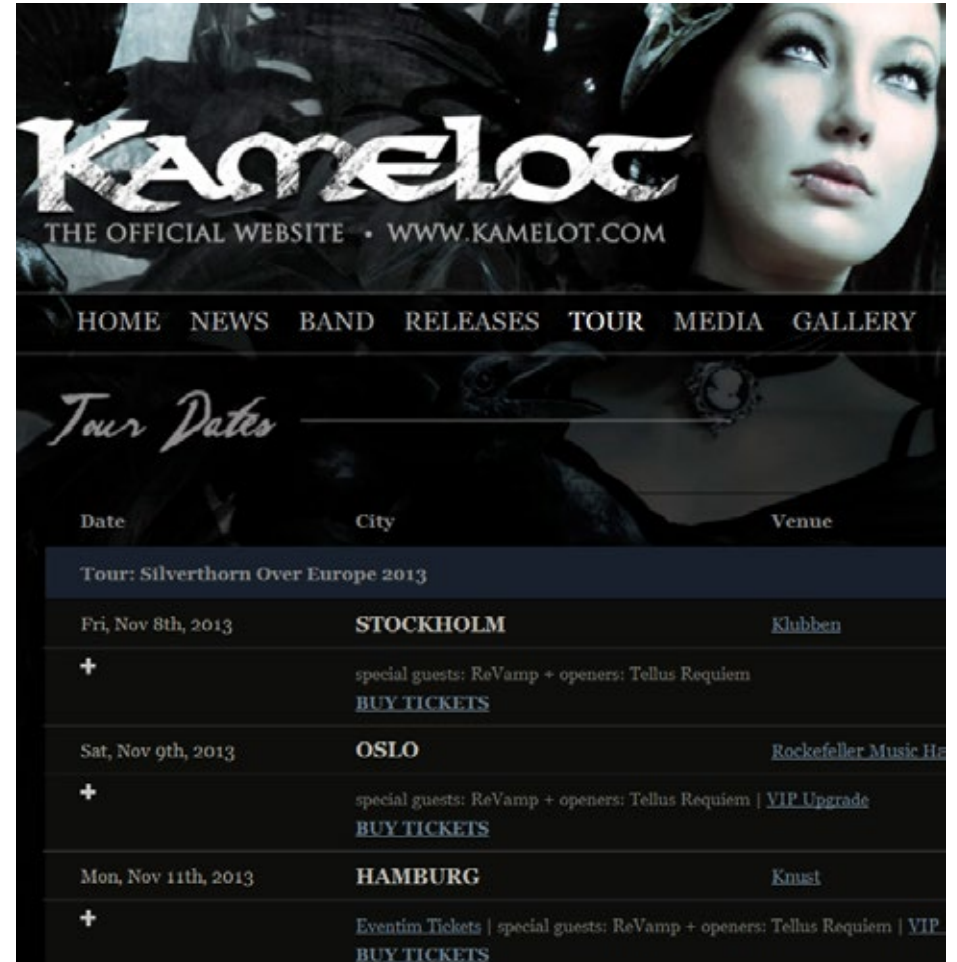 Kamelot
THE OFFICIAL WEBSITE • WWW.KAMELOT.COM
HOME NEWS BAND RELEASES TOUR MEDIA GALLERY
Tour Dates
Date City Venue
Tour: Silverthorn Over Europe 2013
Fri, Nov 8th, 2013 STOCKHOLM Klubben
+ special guests: ReVamp + openers: Tellus Requiem
BUY TICKETS
Sat, Nov 9th, 2013 OSLO Rockefeller Music Ha
+ special guests: ReVamp + openers: Tellus Requiem | VIP Upgrade
BUY TICKETS
Mon, Nov 11th, 2013 HAMBURG Knust
+ Eventim Tickets | special guests: ReVamp + openers: Tellus Requiem | VIP
BUY TICKETS